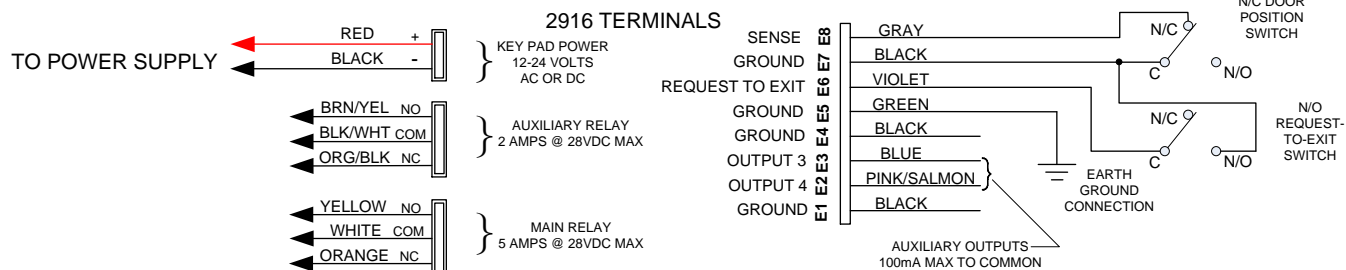 2916 TERMINALS
TO POWER SUPPLY
RED +
BLACK -
KEY PAD POWER
12-24 VOLTS
AC OR DC
BRN/YEL NO
BLK/WHT COM
ORG/BLK NC
AUXILIARY RELAY
2 AMPS @ 28VDC MAX
YELLOW NO
WHITE COM
ORANGE NC
MAIN RELAY
5 AMPS @ 28VDC MAX
SENSE E8 GRAY
GROUND E7 BLACK
REQUEST TO EXIT E6 VIOLET
GROUND E5 GREEN
GROUND E4 BLACK
OUTPUT 3 E3 BLUE
OUTPUT 4 E2 PINK/SALMON
GROUND E1 BLACK
AUXILIARY OUTPUTS
100mA MAX TO COMMON
EARTH
GROUND
CONNECTION
N/C DOOR
POSITION
SWITCH
N/C
C
N/O
N/C
C
N/O
N/O
REQUEST-
TO-EXIT
SWITCH